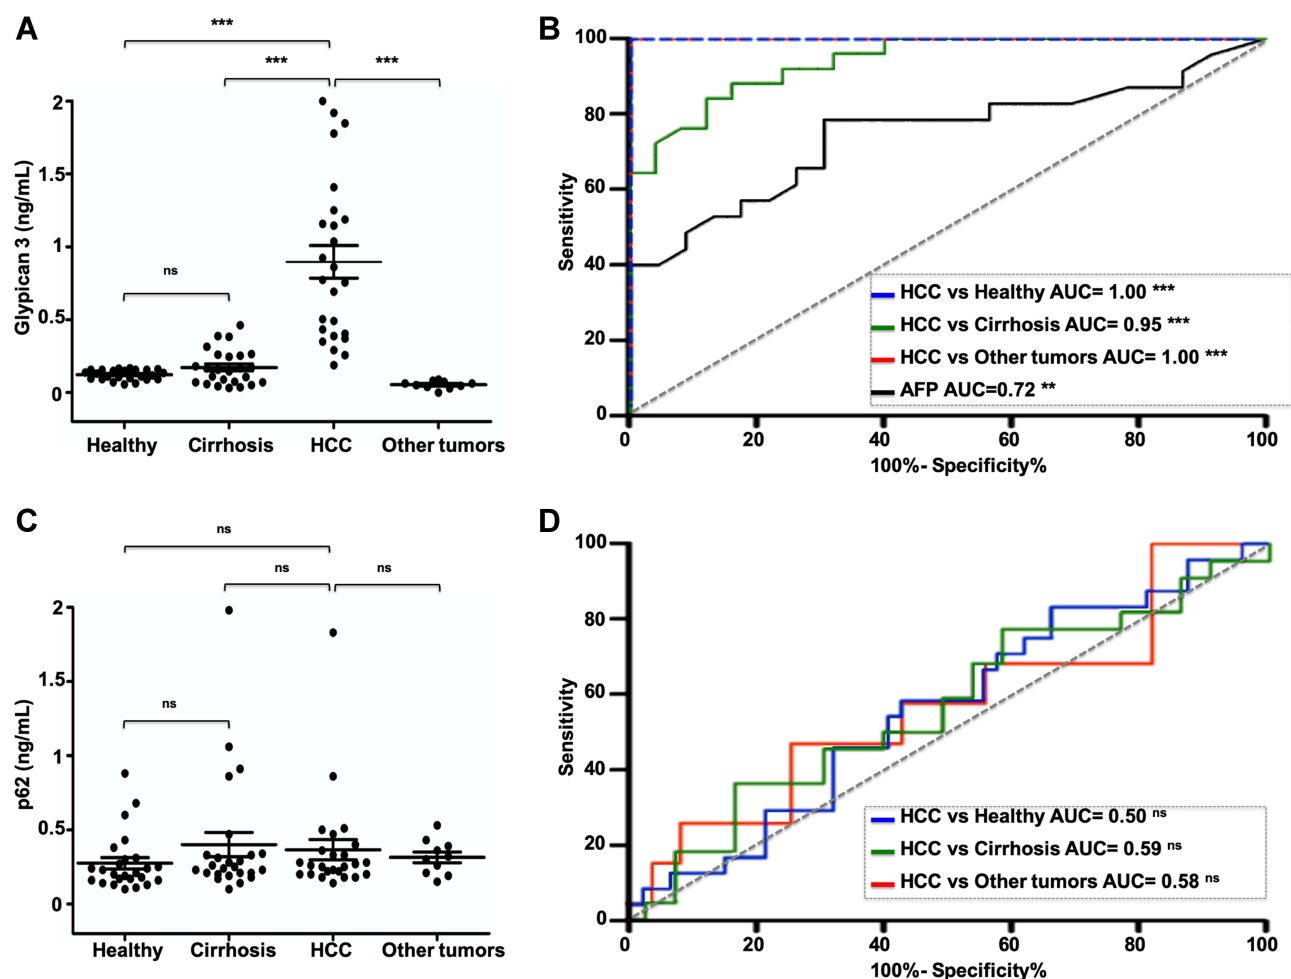 A
***
***
***
ns
Glypican 3 (ng/mL)
2
1.5
1
0.5
0
Healthy
Cirrhosis
HCC
Other tumors
B
Sensitivity
100
80
60
40
20
0
HCC vs Healthy AUC= 1.00 ***
HCC vs Cirrhosis AUC= 0.95 ***
HCC vs Other tumors AUC= 1.00 ***
AFP AUC=0.72 **
0
20
40
60
80
100
100%- Specificity%
C
ns
ns
ns
ns
p62 (ng/mL)
2
1.5
1
0.5
0
Healthy
Cirrhosis
HCC
Other tumors
D
Sensitivity
100
80
60
40
20
0
HCC vs Healthy AUC= 0.50 ns
HCC vs Cirrhosis AUC= 0.59 ns
HCC vs Other tumors AUC= 0.58 ns
0
20
40
60
80
100
100%- Specificity%